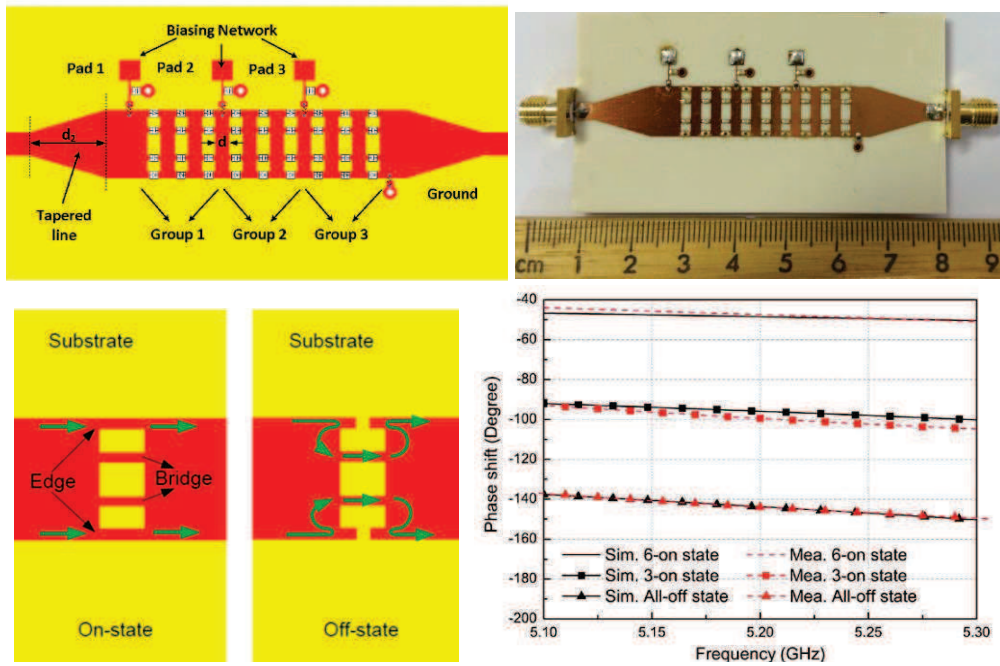 Biasing Network
Pad 1
Pad 2
Pad 3
d₂
d
Tapered
line
Ground
Group 1
Group 2
Group 3
cm 1 2 3 4 5 6 7 8 9
Substrate
Edge
Bridge
On-state
Substrate
Off-state
-40
-60
-80
-100
-120
-140
-160
-180
-200
Phase shift (Degree)
Sim. 6-on state
Mea. 6-on state
Sim. 3-on state
Mea. 3-on state
Sim. All-off state
Mea. All-off state
5.10 5.15 5.20 5.25 5.30
Frequency (GHz)